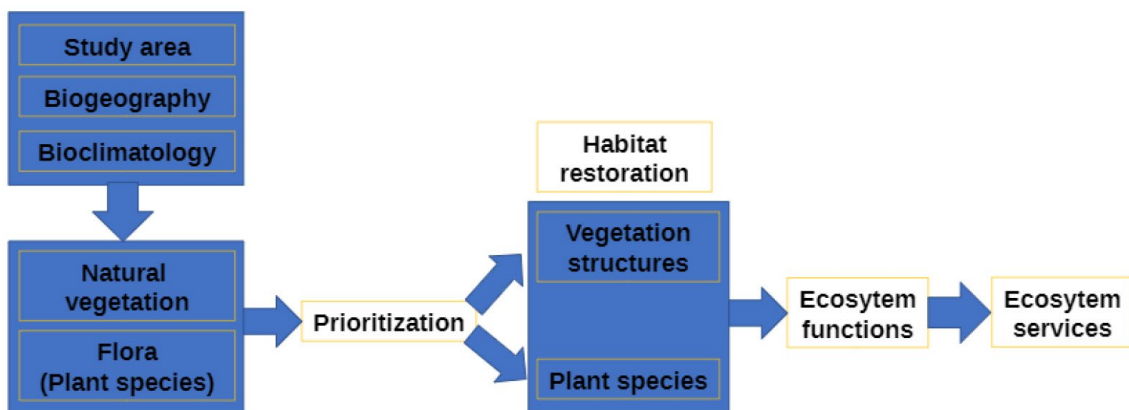 Study area
Biogeography
Bioclimatology
Natural
vegetation
Flora
(Plant species)
Prioritization
Habitat
restoration
Vegetation
structures
Plant species
Ecosytem
functions
Ecosytem
services